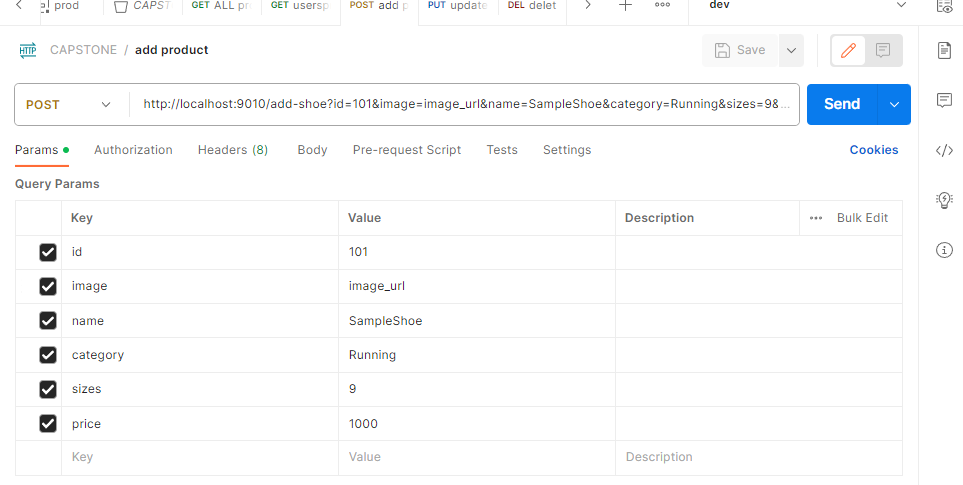 prod CAPST GET ALL pr GET usersp POST add p PUT update DEL delet dev
HTTP CAPSTONE / add product Save
POST http://localhost:9010/add-shoe?id=101&image=image_url&name=SampleShoe&category=Running&sizes=9&... Send
Params Authorization Headers (8) Body Pre-request Script Tests Settings Cookies
Query Params
Key Value Description Bulk Edit
id 101
image image_url
name SampleShoe
category Running
sizes 9
price 1000
Key Value Description